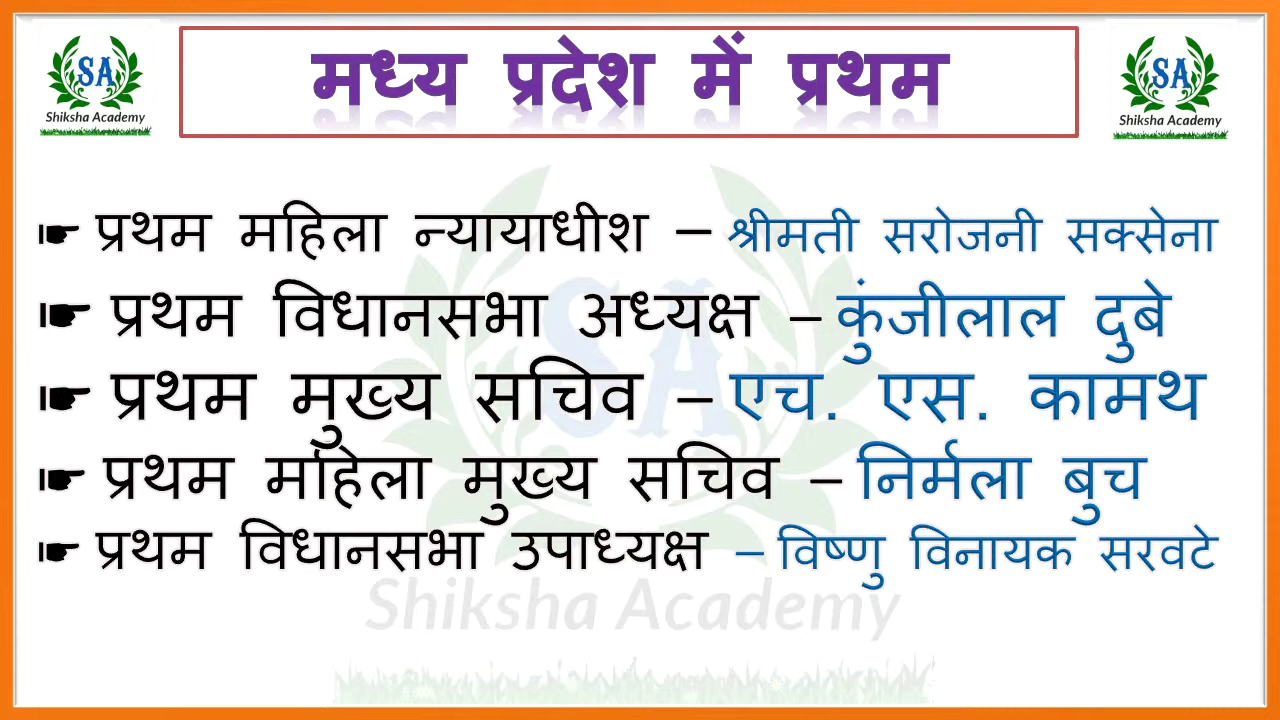 SA
Shiksha Academy
मध्य प्रदेश में प्रथम
SA
Shiksha Academy
☛ प्रथम महिला न्यायाधीश – श्रीमती सरोजनी सक्सेना
☛ प्रथम विधानसभा अध्यक्ष – कुंजीलाल दुबे
☛ प्रथम मुख्य सचिव – एच. एस. कामथ
☛ प्रथम महिला मुख्य सचिव – निर्मला बुच
☛ प्रथम विधानसभा उपाध्यक्ष – विष्णु विनायक सरवटे
SA
Shiksha Academy